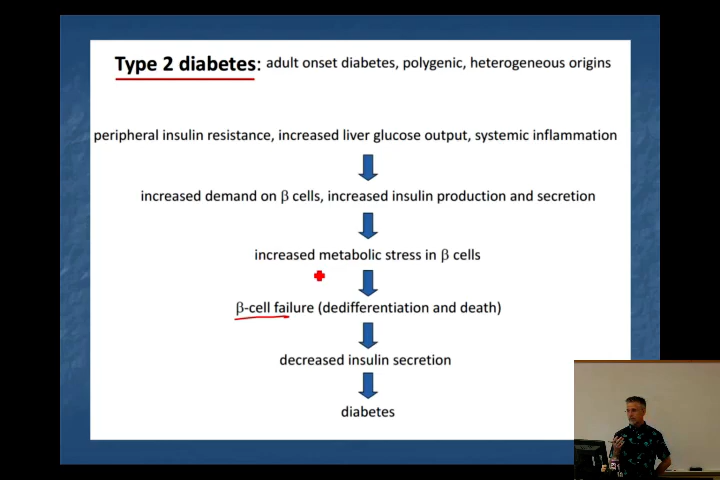 Type 2 diabetes: adult onset diabetes, polygenic, heterogeneous origins
peripheral insulin resistance, increased liver glucose output, systemic inflammation
increased demand on β cells, increased insulin production and secretion
increased metabolic stress in β cells
β-cell failure (dedifferentiation and death)
decreased insulin secretion
diabetes